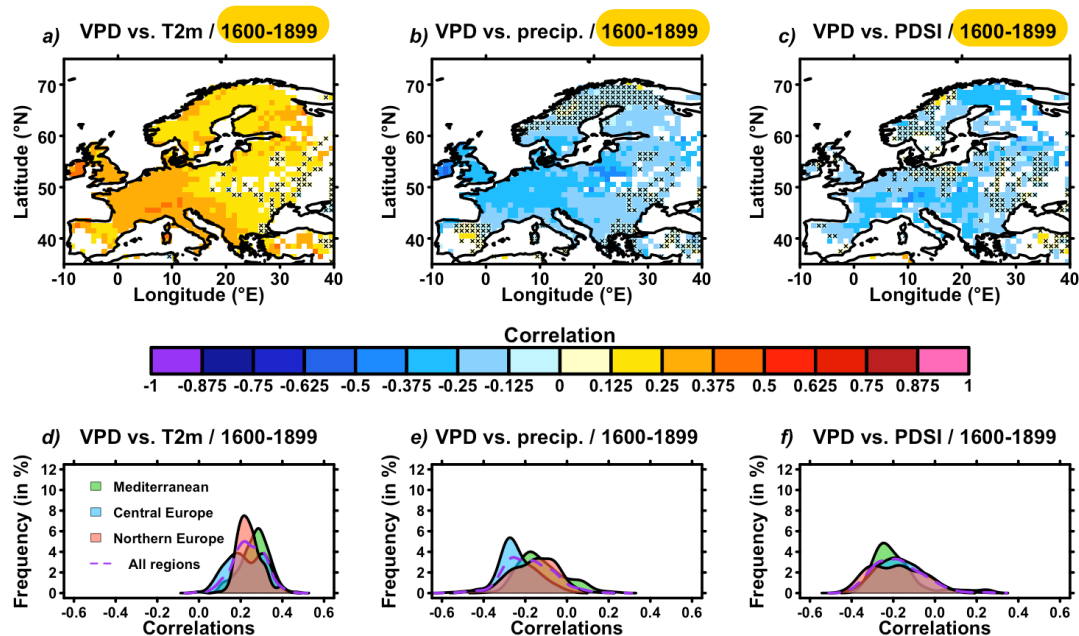 a) VPD vs. T2m / 1600-1899
b) VPD vs. precip. / 1600-1899
c) VPD vs. PDSI / 1600-1899
Latitude (°N)
70
60
50
40
-10 0 10 20 30 40
Longitude (°E)
Latitude (°N)
70
60
50
40
-10 0 10 20 30 40
Longitude (°E)
Latitude (°N)
70
60
50
40
-10 0 10 20 30 40
Longitude (°E)
Correlation
-1 -0.875 -0.75 -0.625 -0.5 -0.375 -0.25 -0.125 0 0.125 0.25 0.375 0.5 0.625 0.75 0.875 1
d) VPD vs. T2m / 1600-1899
e) VPD vs. precip. / 1600-1899
f) VPD vs. PDSI / 1600-1899
Frequency (in %)
12
10
8
6
4
2
0
Mediterranean
Central Europe
Northern Europe
All regions
-0.6 -0.4 -0.2 0.0 0.2 0.4 0.6
Correlations
Frequency (in %)
12
10
8
6
4
2
0
-0.6 -0.4 -0.2 0.0 0.2 0.4 0.6
Correlations
Frequency (in %)
12
10
8
6
4
2
0
-0.6 -0.4 -0.2 0.0 0.2 0.4 0.6
Correlations